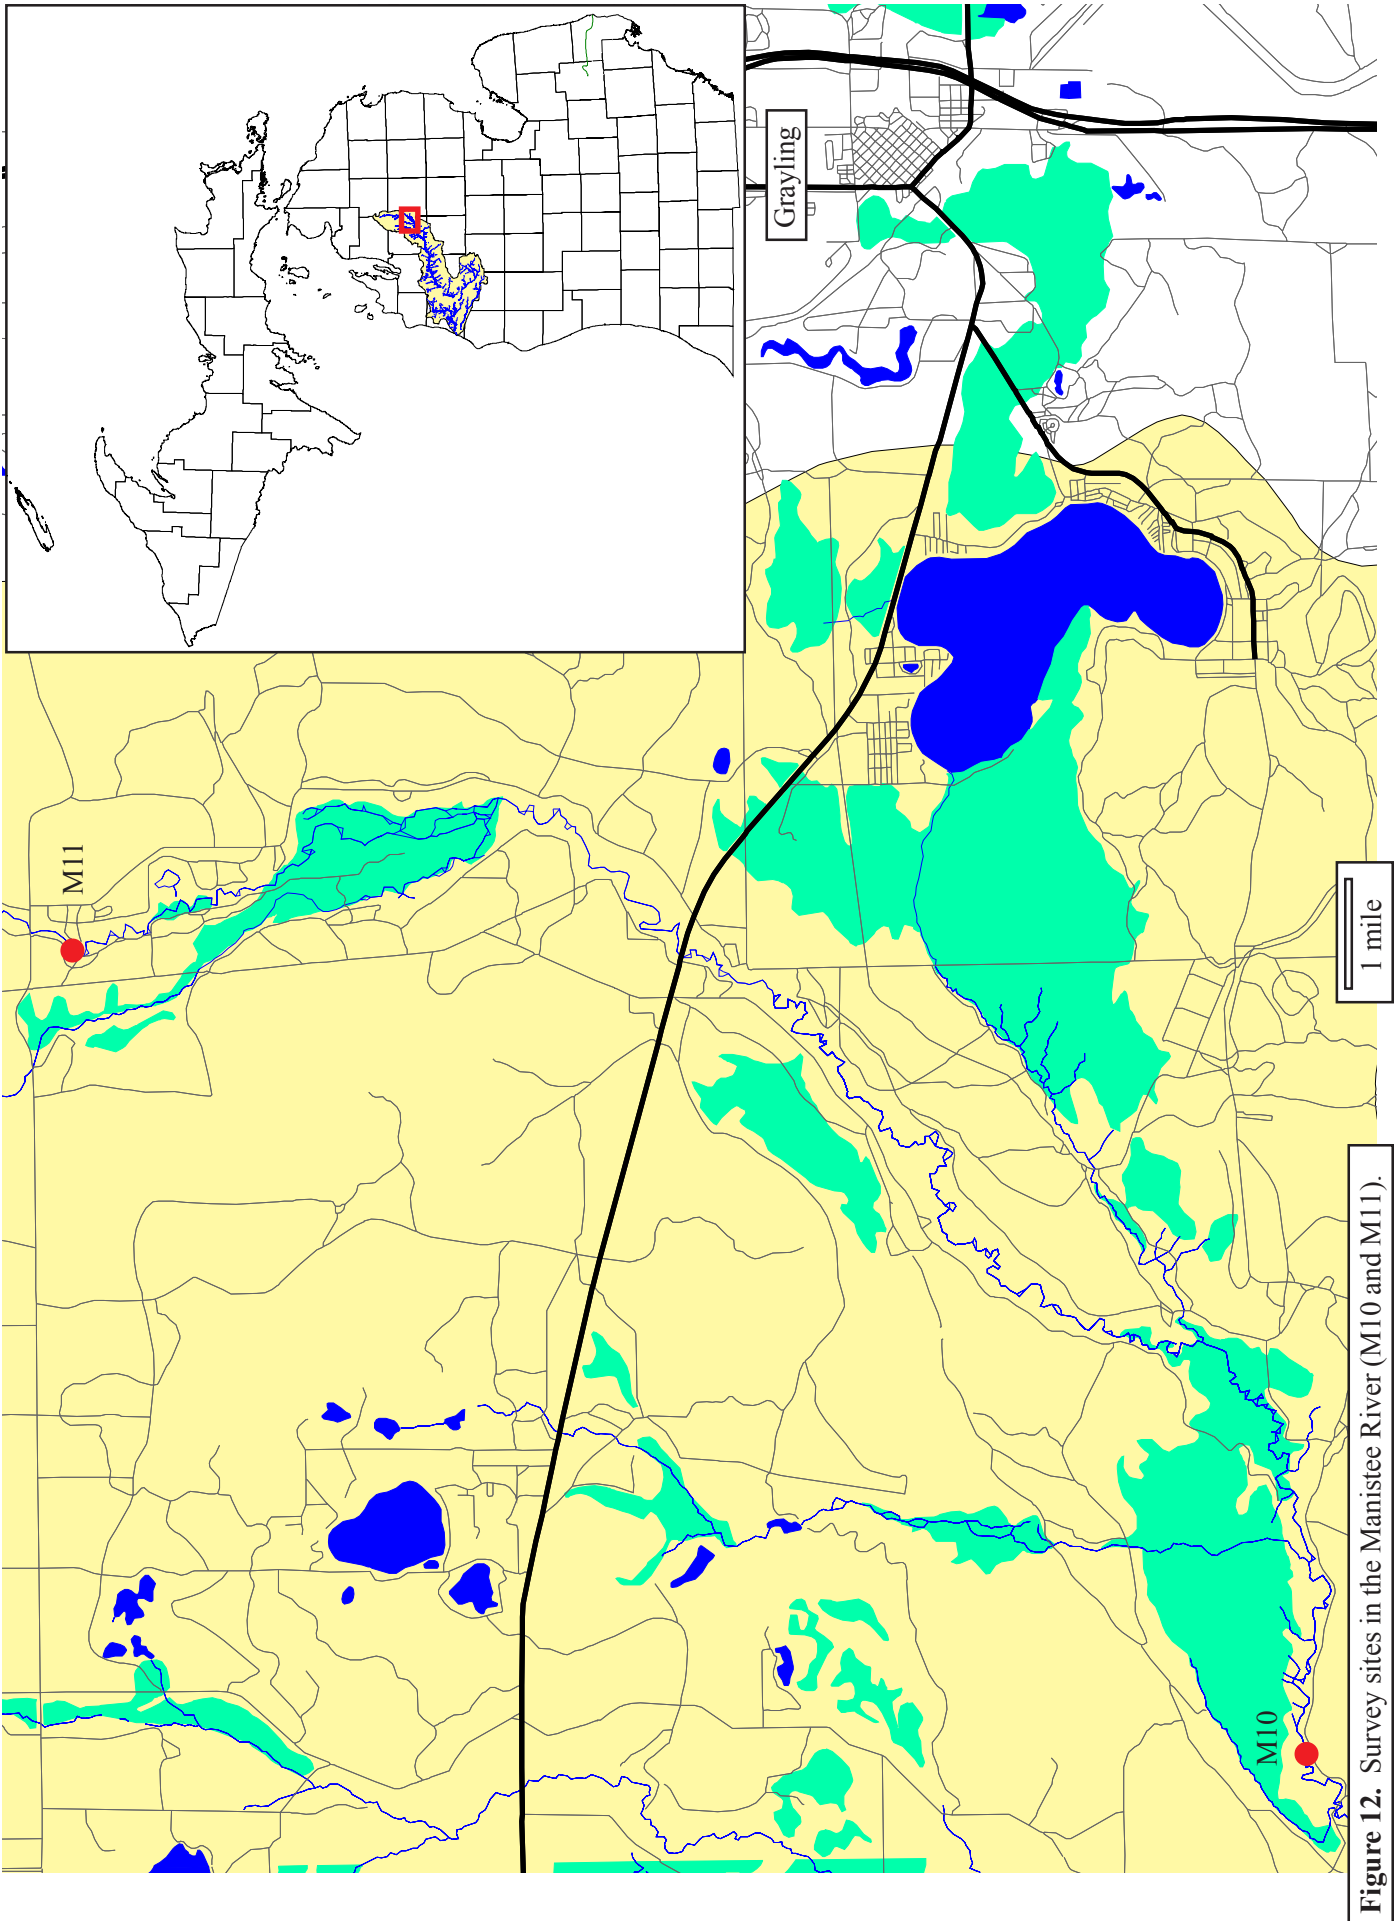 M11
Grayling
M10
1 mile
Figure 12. Survey sites in the Manistee River (M10 and M11).